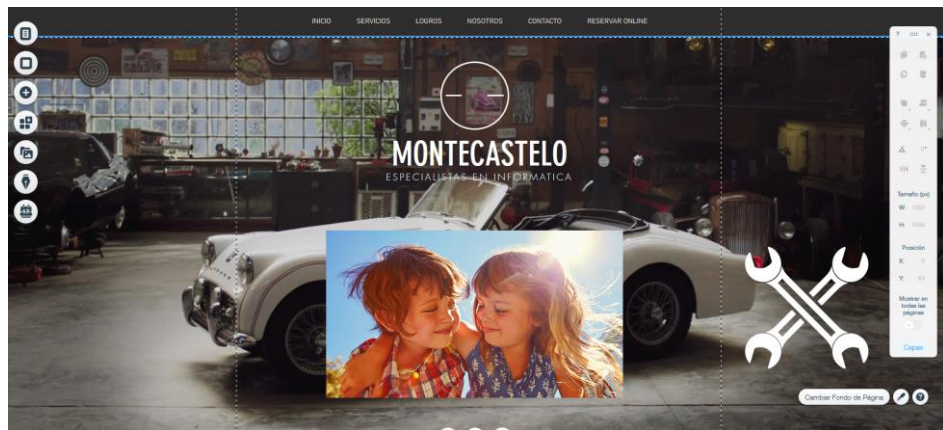 INICIO SERVICIOS LOGROS NOSOTROS CONTACTO RESERVAR ONLINE
MONTECASTELO
ESPECIALISTAS EN INFORMATICA
Tamaño (px)
W:
H:
Posición
X:
Y:
Mostrar en
todas las
páginas
Capas
Cambiar Fondo de Página